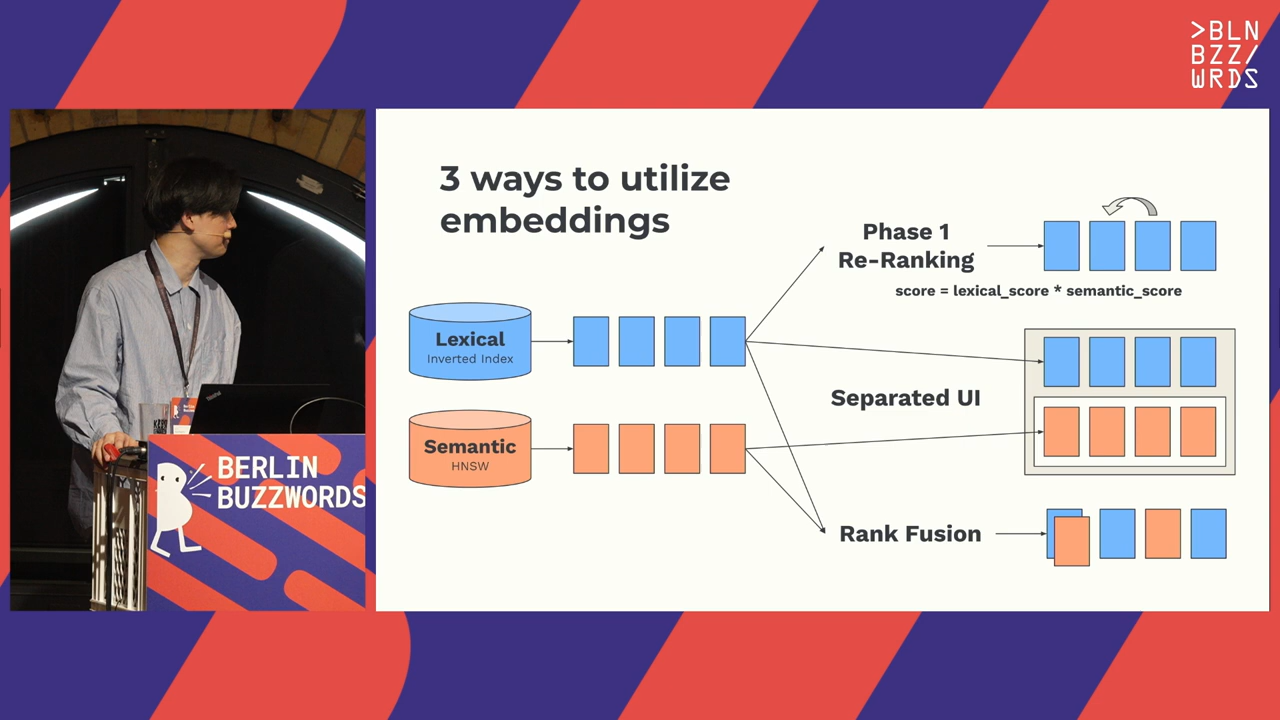 >BLN
BZZ/
WRDS
3 ways to utilize
embeddings
Phase 1
Re-Ranking
score = lexical_score * semantic_score
Lexical
Inverted Index
Separated UI
Semantic
HNSW
Rank Fusion
BERLIN
BUZZWORDS